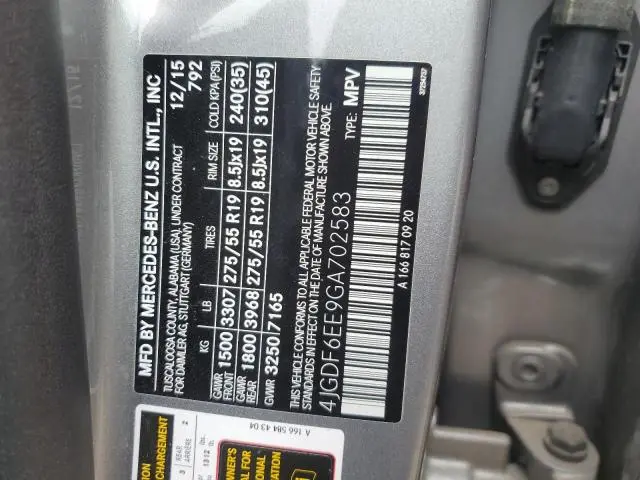 MFD BY MERCEDES-BENZ U.S. INTL., INC 12/15
TUSCALOOSA COUNTY, ALABAMA (USA), UNDER CONTRACT 792
FOR DAIMLER AG, STUTTGART (GERMANY)
KG LB TIRES RIM SIZE COLD KPA (PSI)
GAWR FRONT 1500 3307 275/55 R19 8.5Jx19 240(35)
GAWR REAR 1800 3968 275/55 R19 8.5Jx19 310(45)
GVWR 3250 7165
THIS VEHICLE CONFORMS TO ALL APPLICABLE FEDERAL MOTOR VEHICLE SAFETY
STANDARDS IN EFFECT ON THE DATE OF MANUFACTURE SHOWN ABOVE.
4JGDF6EE9GA702583 TYPE: MPV
A 166 817 09 20
A 166 584 43 04
REAR
ARRIERE 2